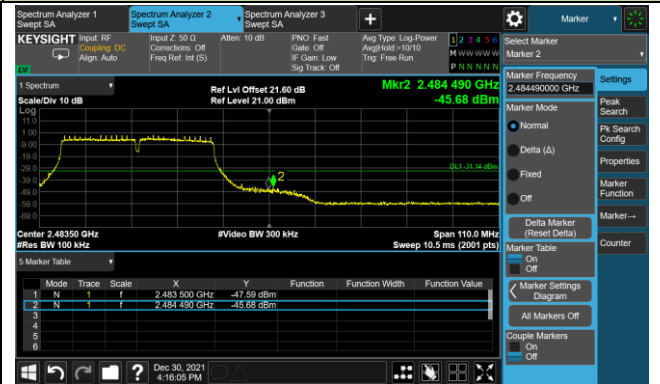 Spectrum Analyzer 1
Swept SA
Spectrum Analyzer 2
Swept SA
Spectrum Analyzer 3
Swept SA
+
Marker
KEYSIGHT
Input: RF
Coupling: DC
Align: Auto
Input Z: 50 Ω
Corrections: Off
Freq Ref: Int (S)
Atten: 10 dB
PNO: Fast
Gate: Off
IF Gain: Low
Sig Track: Off
Avg Type: Log-Power
Avg|Hold:>10/10
Trig: Free Run
1 2 3 4 5 6
M W W W W W
P N N N N N
Select Marker
Marker 2
1 Spectrum
Scale/Div 10 dB
Ref Lvl Offset 21.60 dB
Ref Level 21.00 dBm
Mkr2 2.484 490 GHz
-45.68 dBm
Log
11.0
1.00
-9.00
-19.0
-29.0
-39.0
-49.0
-59.0
-69.0
DL1 -31.14 dBm
2
Center 2.48350 GHz
#Res BW 100 kHz
#Video BW 300 kHz
Span 110.0 MHz
Sweep 10.5 ms (2001 pts)
5 Marker Table
Mode Trace Scale X Y Function Function Width Function Value
1 N 1 f 2.483 500 GHz -47.59 dBm
2 N 1 f 2.484 490 GHz -45.68 dBm
3
4
5
6
Marker Frequency
2.484490000 GHz
Marker Mode
Normal
Delta (Δ)
Fixed
Off
Delta Marker
(Reset Delta)
Marker Table
On
Off
Marker Settings
Diagram
All Markers Off
Couple Markers
On
Off
Settings
Peak
Search
Pk Search
Config
Properties
Marker
Function
Marker→
Counter
?
Dec 30, 2021
4:16:05 PM